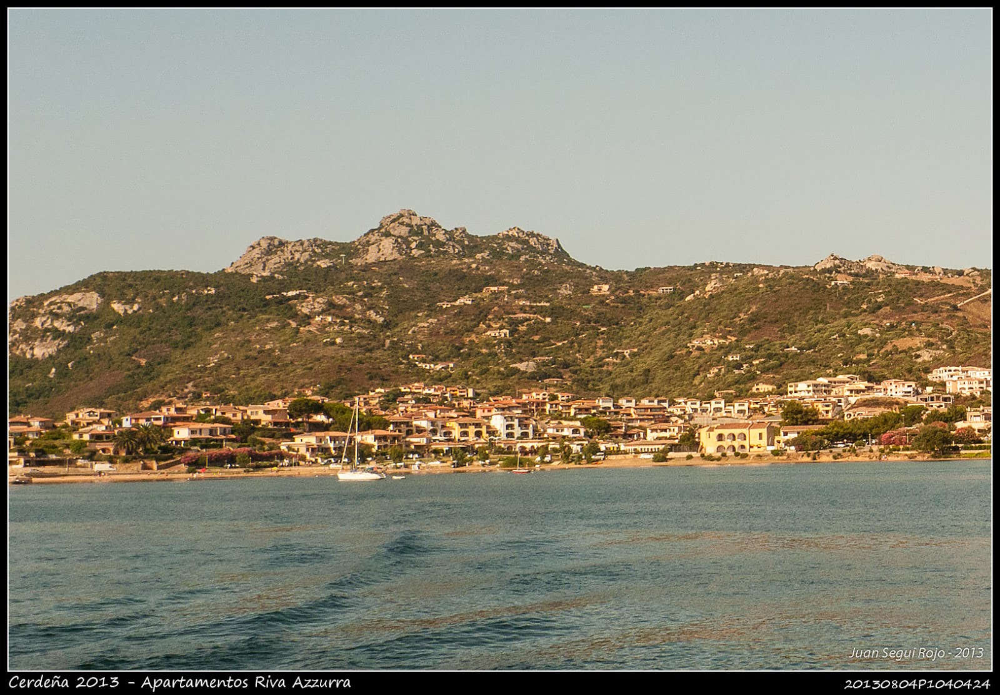 Juan Seguí Rojo - 2013
Cerdeña 2013 - Apartamentos Riva Azzurra
20130804P1040424